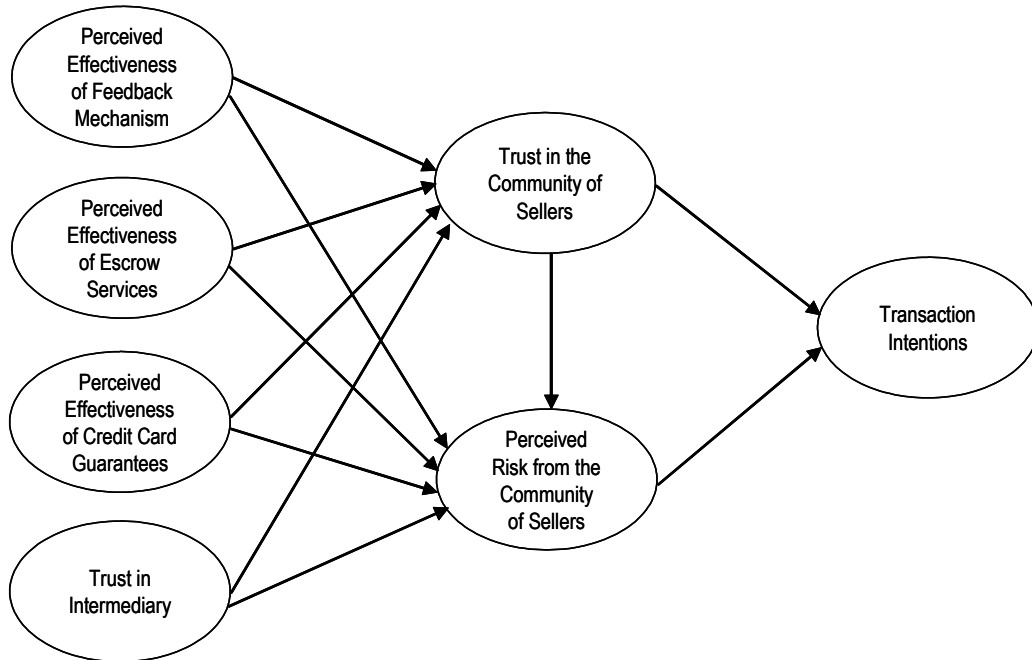 Perceived
Effectiveness
of Feedback
Mechanism
Perceived
Effectiveness
of Escrow
Services
Perceived
Effectiveness
of Credit Card
Guarantees
Trust in
Intermediary
Trust in the
Community of
Sellers
Perceived
Risk from the
Community
of Sellers
Transaction
Intentions